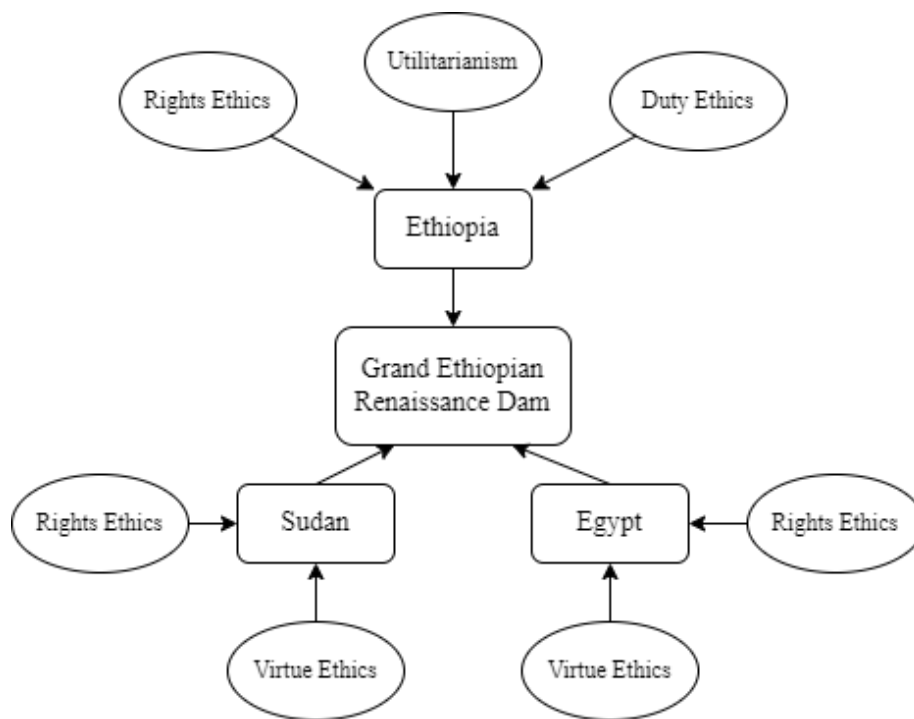 Utilitarianism
Rights Ethics
Duty Ethics
Ethiopia
Grand Ethiopian
Renaissance Dam
Rights Ethics
Sudan
Egypt
Rights Ethics
Virtue Ethics
Virtue Ethics